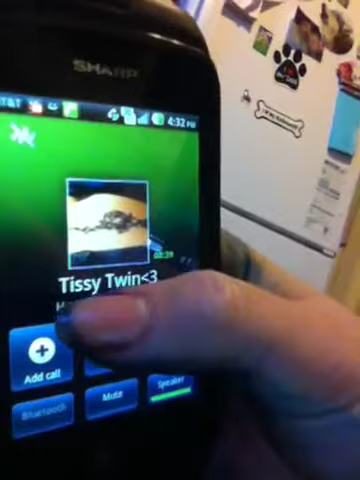 SHARP
AT&T
4:32 PM
Tissy Twin<3
Add call
Bluetooth
Mute
Speaker